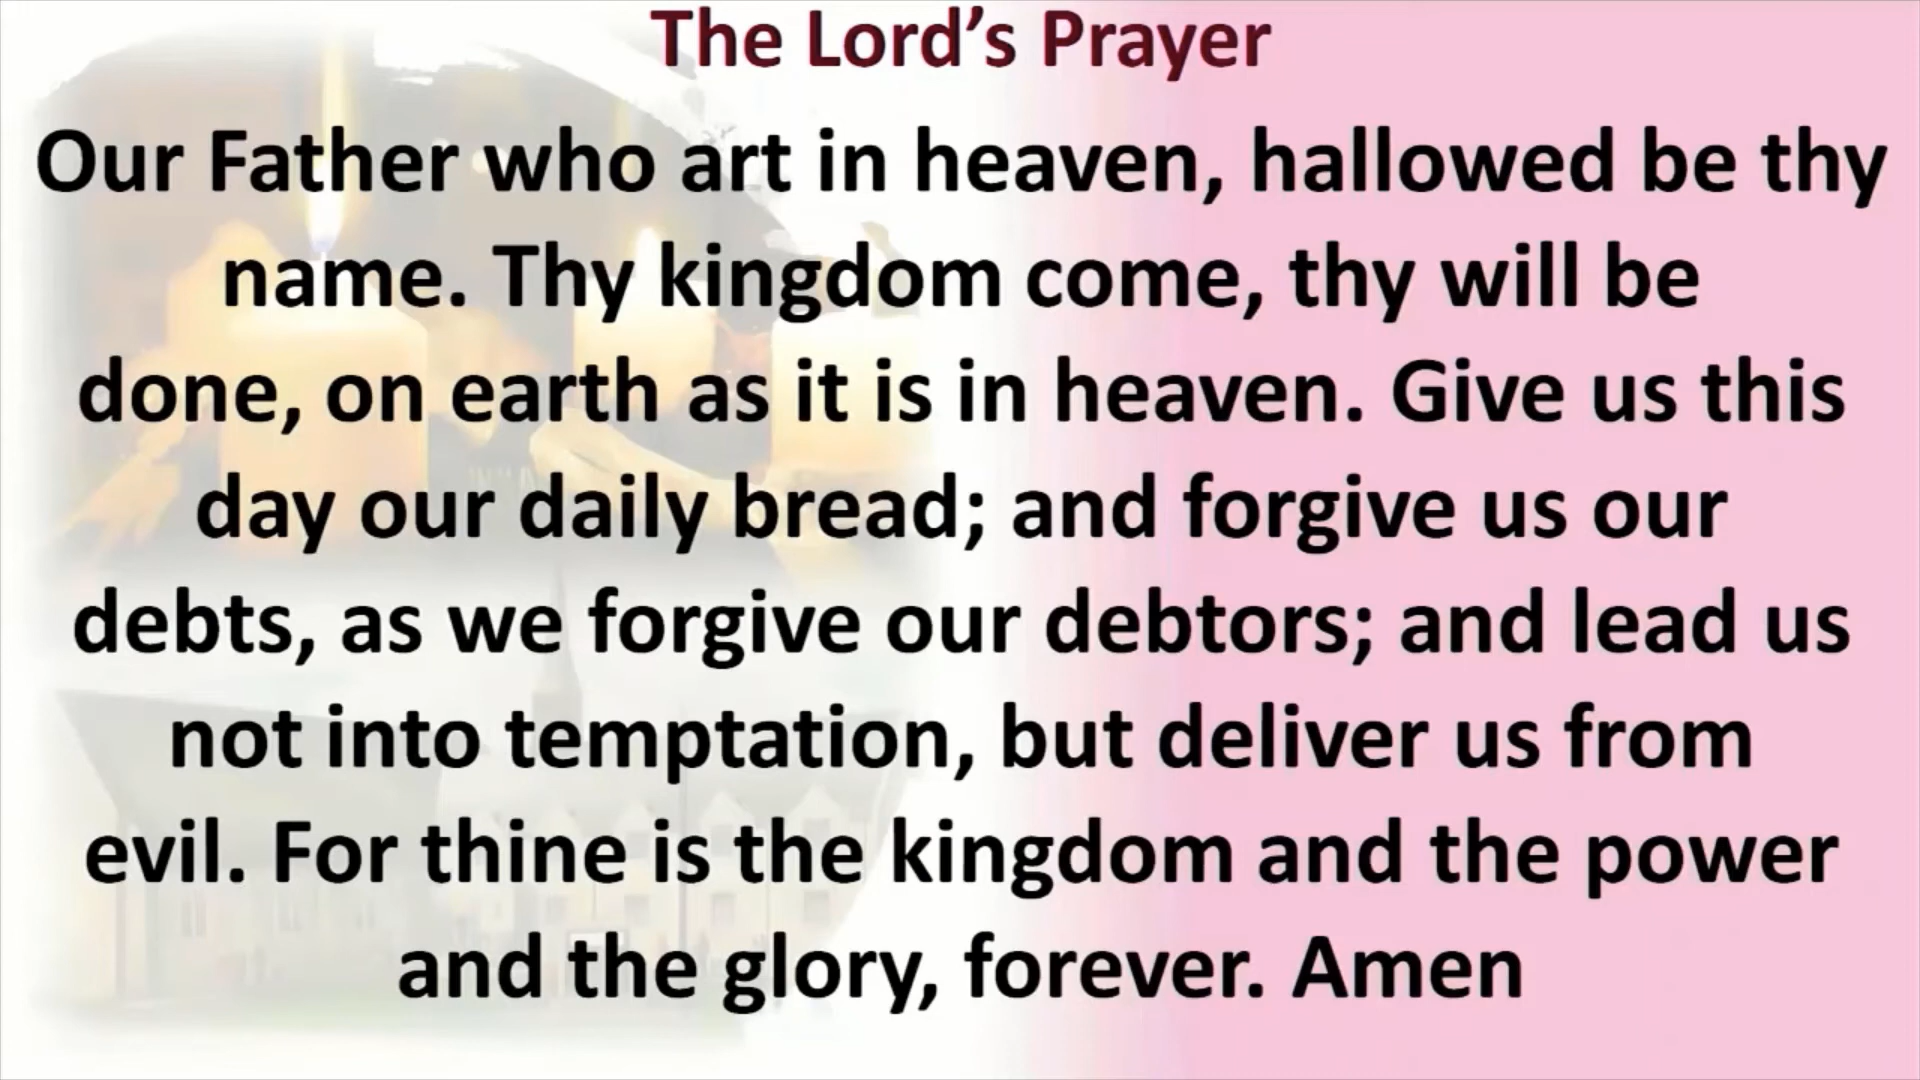 The Lord’s Prayer
Our Father who art in heaven, hallowed be thy
name. Thy kingdom come, thy will be
done, on earth as it is in heaven. Give us this
day our daily bread; and forgive us our
debts, as we forgive our debtors; and lead us
not into temptation, but deliver us from
evil. For thine is the kingdom and the power
and the glory, forever. Amen